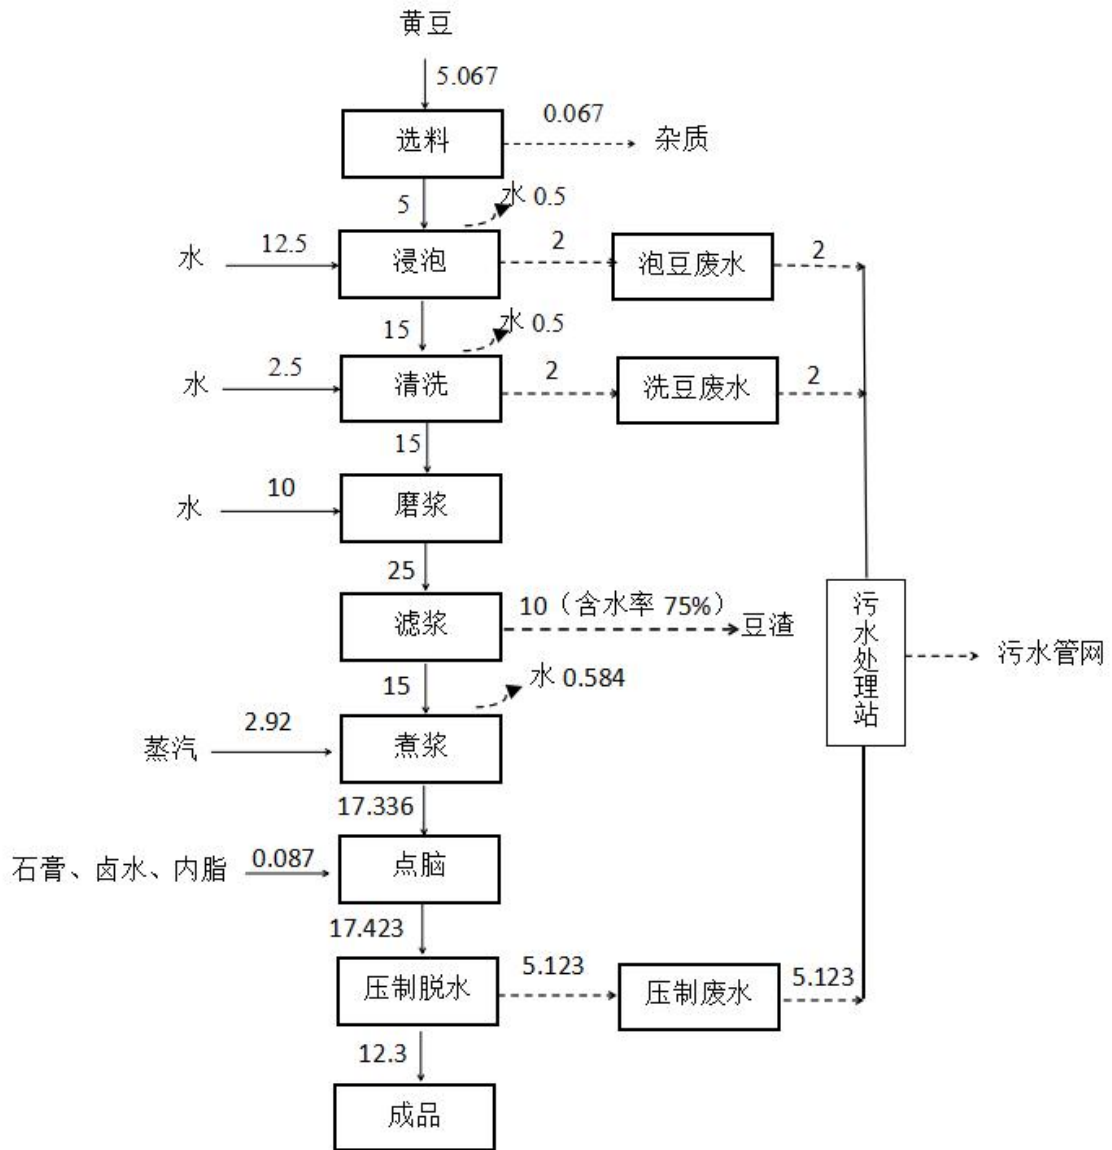 黄豆
5.067
选料
0.067
杂质
5
水 0.5
水
12.5
浸泡
2
泡豆废水
2
15
水 0.5
水
2.5
清洗
2
洗豆废水
2
15
水
10
磨浆
25
滤浆
10（含水率 75%）
豆渣
污水处理站
污水管网
15
水 0.584
蒸汽
2.92
煮浆
17.336
石膏、卤水、内脂
0.087
点脑
17.423
压制脱水
5.123
压制废水
5.123
12.3
成品